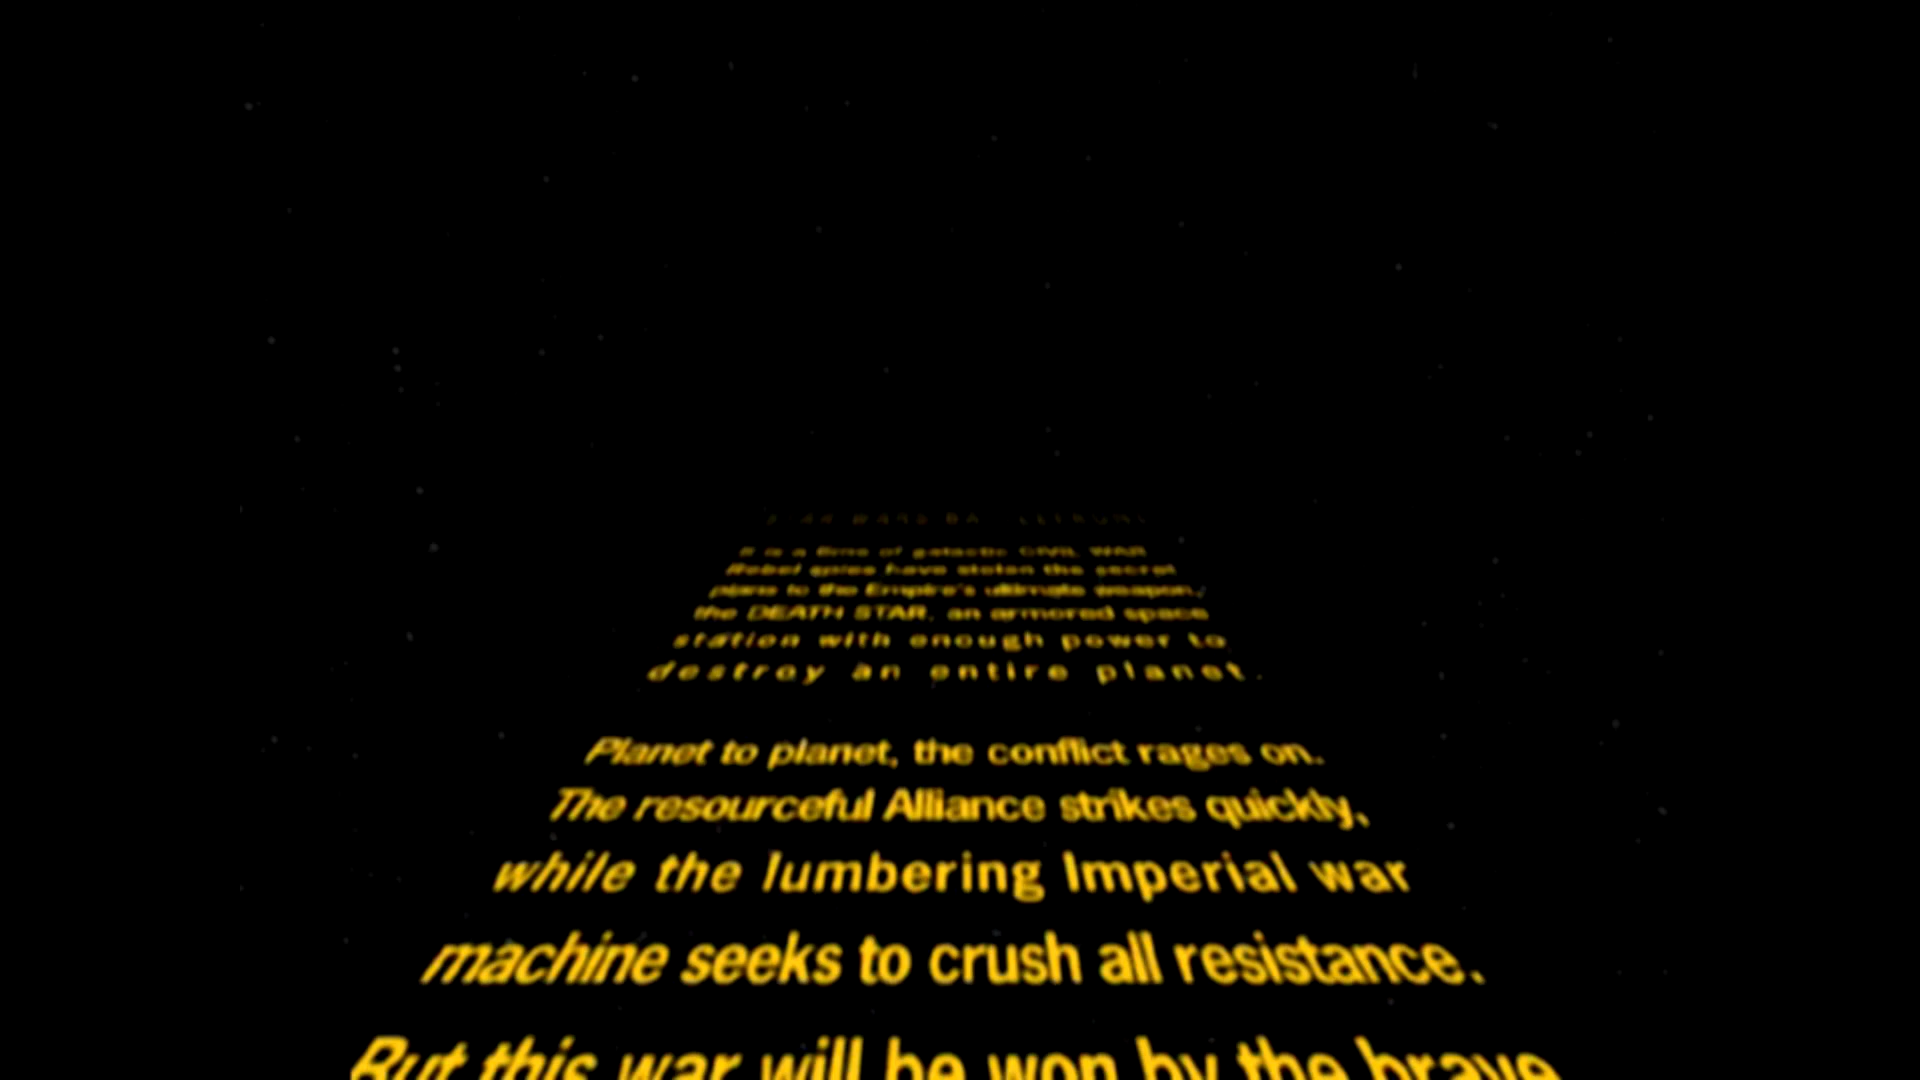 It is a time of galactic CIVIL WAR.
Rebel spies have stolen the secret
plans to the Empire's ultimate weapon,
the DEATH STAR, an armored space
station with enough power to
destroy an entire planet.
Planet to planet, the conflict rages on.
The resourceful Alliance strikes quickly,
while the lumbering Imperial war
machine seeks to crush all resistance.
But this war will be won by the brave